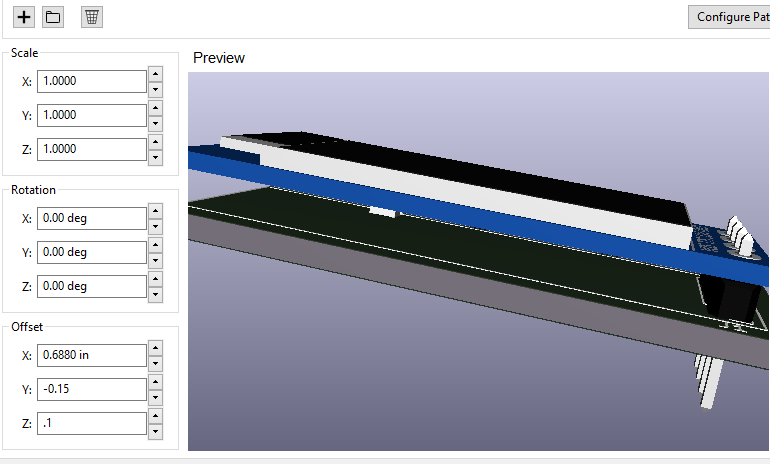 Configure Pat
Scale
X: 1.0000
Y: 1.0000
Z: 1.0000
Preview
Rotation
X: 0.00 deg
Y: 0.00 deg
Z: 0.00 deg
Offset
X: 0.6880 in
Y: -0.15
Z: .1